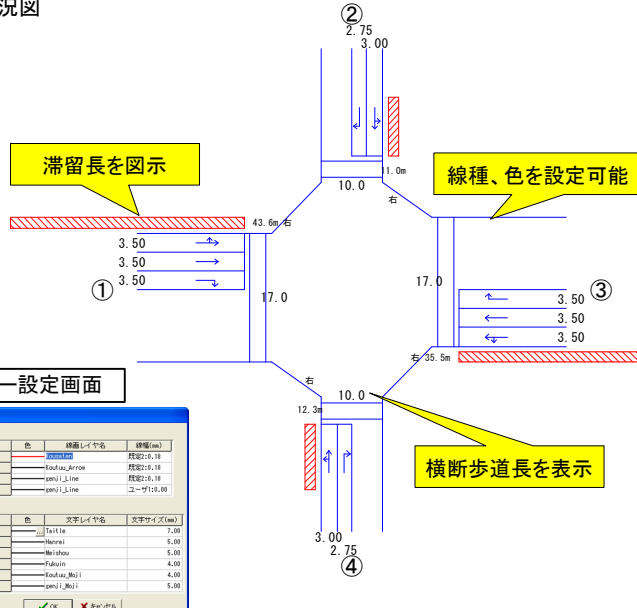 況図
②
2.75
3.00
滞留長を図示
線種、色を設定可能
11.0m
10.0
右
43.6m
右
3.50
3.50
3.50
①
17.0
17.0
3.50
3.50
3.50
③
右
35.5m
右
10.0
12.3m
横断歩道長を表示
3.00
2.75
④
ー設定画面
色 線画レイヤ名 線幅(mm)
既定2:0.18
Koutuu_Arroe 既定2:0.18
genji_Line 既定2:0.18
genji_Line ユーザ1:0.00
色 文字レイヤ名 文字サイズ(mm)
... Taitle 7.00
Hanrei 5.00
Meishou 5.00
Fukuin 4.00
Koutuu_Moji 4.00
genji_Moji 5.00
OK キャンセル